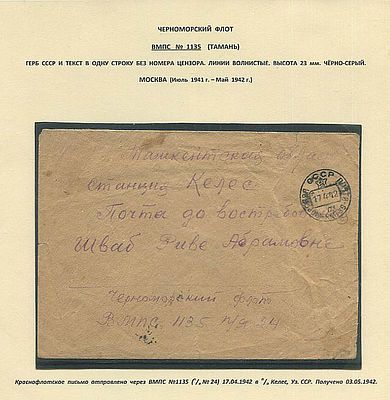 ЧЕРНОМОРСКИЙ ФЛОТ
ВМПС № 1135 (ТАМАНЬ)
ГЕРБ СССР И ТЕКСТ В ОДНУ СТРОКУ БЕЗ НОМЕРА ЦЕНЗОРА. ЛИНИИ ВОЛНИСТЫЕ. ВЫСОТА 23 мм. ЧЁРНО-СЕРЫЙ.
МОСКВА (Июль 1941 г. – Май 1942 г.)
Ташкентская обл
станция Келес
Почта до востреб
Шваб Риве Абрамовне
СССР
Черноморский флот
ВМПС 1135 п/я 24
Краснофлотское письмо отправлено через ВМПС №1135 (п/я № 24) 17.04.1942 в п/я Келес, Уз. ССР. Получено 03.05.1942.